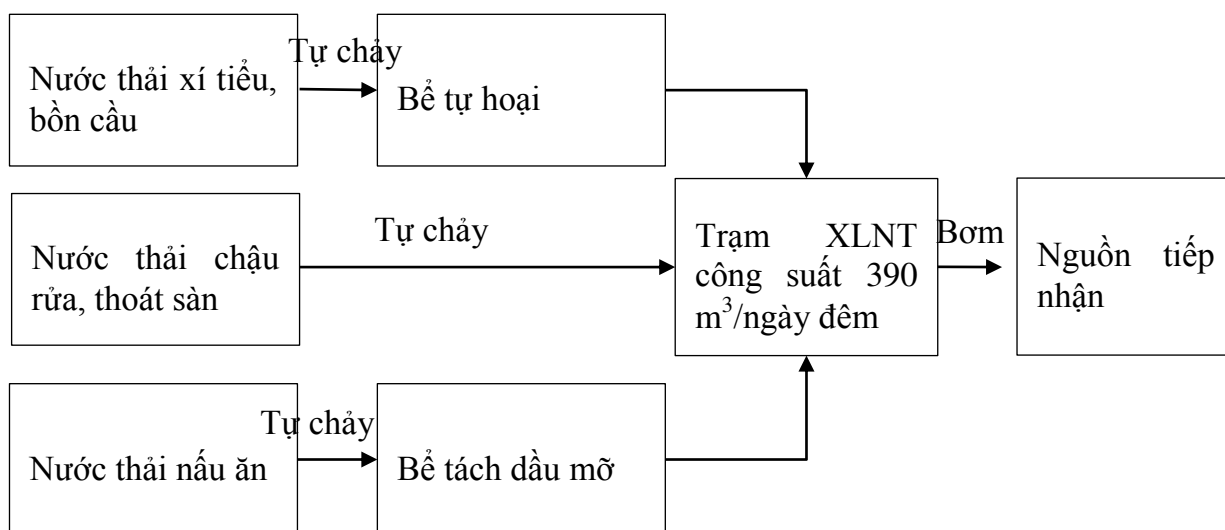 Tự chảy
Nước thải xí tiểu,
bồn cầu
Bể tự hoại
Nước thải chậu
rửa, thoát sàn
Tự chảy
Trạm XLNT
công suất 390
m³/ngày đêm
Bơm
Nguồn tiếp
nhận
Tự chảy
Nước thải nấu ăn
Bể tách dầu mỡ